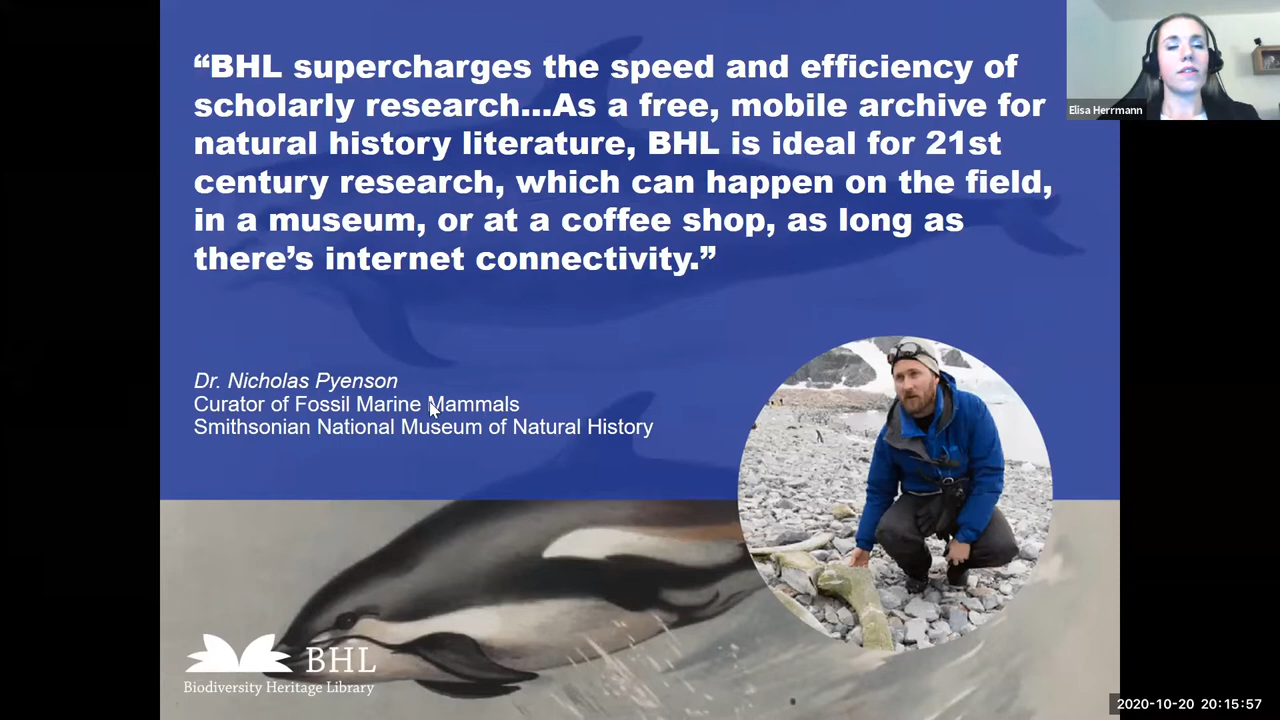 “BHL supercharges the speed and efficiency of
scholarly research...As a free, mobile archive for
natural history literature, BHL is ideal for 21st
century research, which can happen on the field,
in a museum, or at a coffee shop, as long as
there’s internet connectivity.”
Elisa Herrmann
Dr. Nicholas Pyenson
Curator of Fossil Marine Mammals
Smithsonian National Museum of Natural History
BHL
Biodiversity Heritage Library
2020-10-20 20:15:57